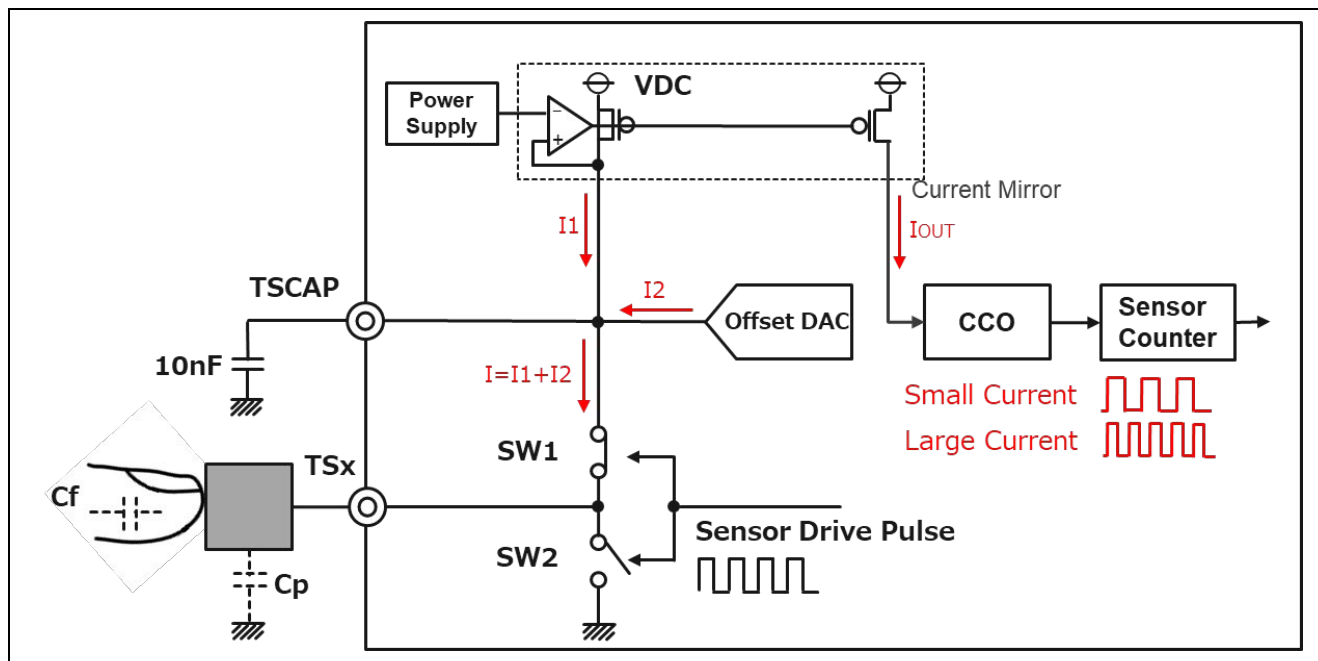 VDC
Power
Supply
−
+
Current Mirror
I1
IOUT
TSCAP
I2
Offset DAC
CCO
Sensor
Counter
10nF
I=I1+I2
Small Current
Large Current
SW1
TSx
Cf
Sensor Drive Pulse
SW2
Cp